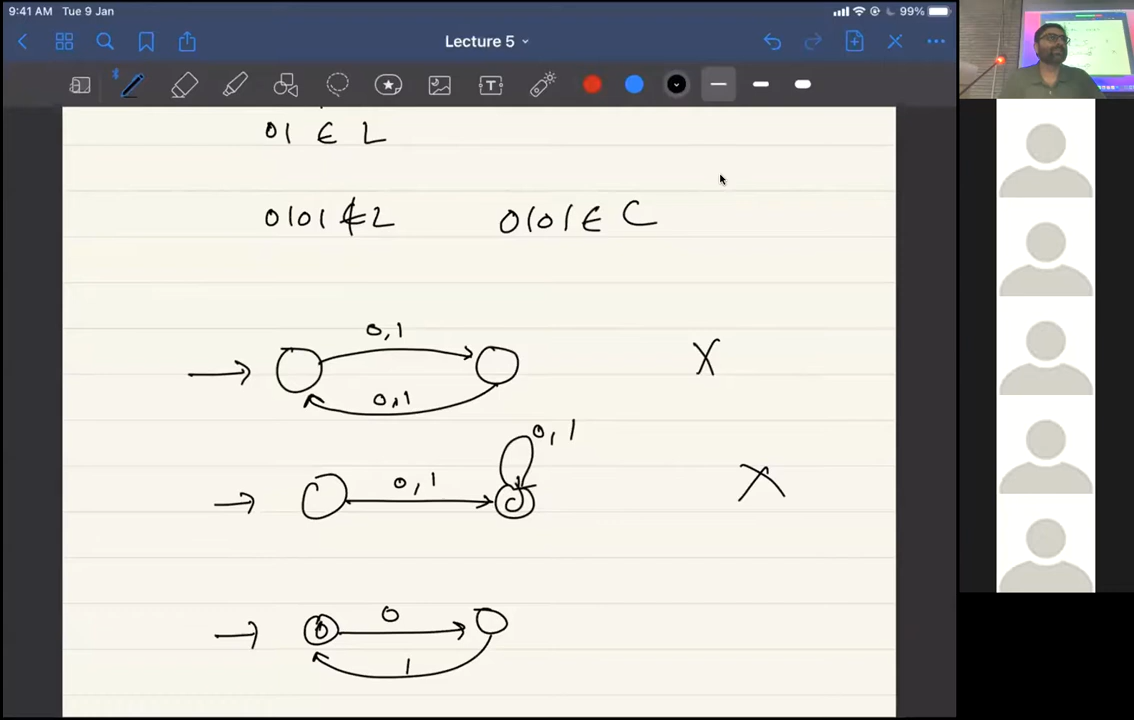 9:41 AM Tue 9 Jan 99%
Lecture 5
01 ∈ L
0101 ∉ L 0101 ∈ C
0,1
X
0,1
0,1
0,1
X
0
1